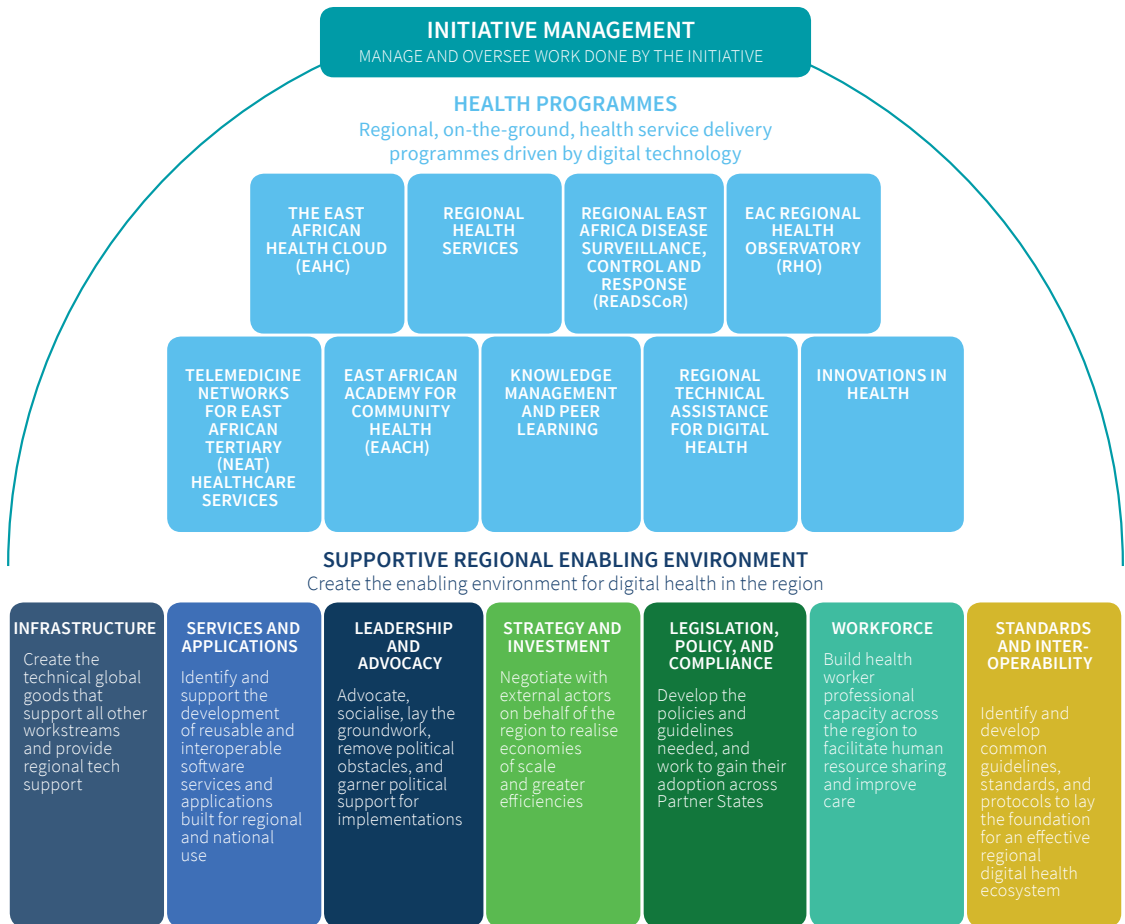 INITIATIVE MANAGEMENT
MANAGE AND OVERSEE WORK DONE BY THE INITIATIVE
HEALTH PROGRAMMES
Regional, on-the-ground, health service delivery
programmes driven by digital technology
THE EAST
AFRICAN
HEALTH CLOUD
(EAHC)
REGIONAL
HEALTH
SERVICES
REGIONAL EAST
AFRICA DISEASE
SURVEILLANCE,
CONTROL AND
RESPONSE
(READSCoR)
EAC REGIONAL
HEALTH
OBSERVATORY
(RHO)
TELEMEDICINE
NETWORKS
FOR EAST
AFRICAN
TERTIARY
(NEAT)
HEALTHCARE
SERVICES
EAST AFRICAN
ACADEMY FOR
COMMUNITY
HEALTH
(EAACH)
KNOWLEDGE
MANAGEMENT
AND PEER
LEARNING
REGIONAL
TECHNICAL
ASSISTANCE
FOR DIGITAL
HEALTH
INNOVATIONS IN
HEALTH
SUPPORTIVE REGIONAL ENABLING ENVIRONMENT
Create the enabling environment for digital health in the region
INFRASTRUCTURE
Create the
technical global
goods that
support all other
workstreams
and provide
regional tech
support
SERVICES AND
APPLICATIONS
Identify and
support the
development
of reusable and
interoperable
software
services and
applications
built for regional
and national
use
LEADERSHIP
AND
ADVOCACY
Advocate,
socialise, lay the
groundwork,
remove political
obstacles, and
garner political
support for
implementations
STRATEGY AND
INVESTMENT
Negotiate with
external actors
on behalf of the
region to realise
economies
of scale
and greater
efficiencies
LEGISLATION,
POLICY, AND
COMPLIANCE
Develop the
policies and
guidelines
needed, and
work to gain their
adoption across
Partner States
WORKFORCE
Build health
worker
professional
capacity across
the region to
facilitate human
resource sharing
and improve
care
STANDARDS
AND INTER-
OPERABILITY
Identify and
develop
common
guidelines,
standards, and
protocols to lay
the foundation
for an effective
regional
digital health
ecosystem